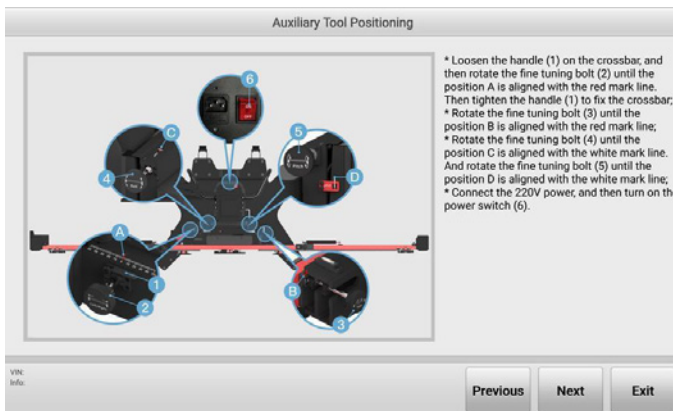 Auxiliary Tool Positioning
* Loosen the handle (1) on the crossbar, and
then rotate the fine tuning bolt (2) until the
position A is aligned with the red mark line.
Then tighten the handle (1) to fix the crossbar;
* Rotate the fine tuning bolt (3) until the
position B is aligned with the red mark line;
* Rotate the fine tuning bolt (4) until the
position C is aligned with the white mark line.
And rotate the fine tuning bolt (5) until the
position D is aligned with the white mark line;
* Connect the 220V power, and then turn on the
power switch (6).
6
C
5
4
D
A
1
B
2
3
VIN:
Info:
Previous
Next
Exit